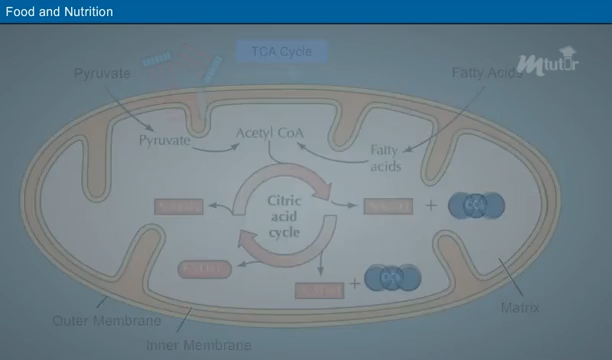 Food and Nutrition
TCA Cycle
Pyruvate
Fatty Acids
mtutor
Pyruvate
Acetyl CoA
Fatty
acids
Citric
acid
cycle
+
+
Outer Membrane
Inner Membrane
Matrix